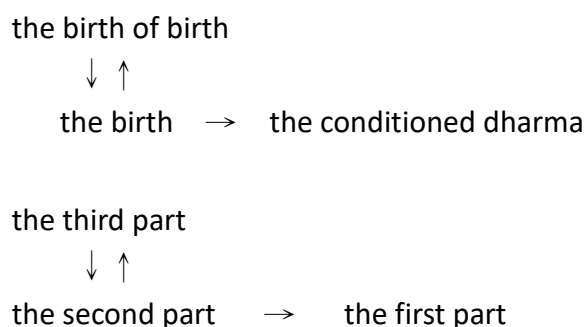 the birth of birth
↓ ↑
the birth → the conditioned dharma
the third part
↓ ↑
the second part → the first part